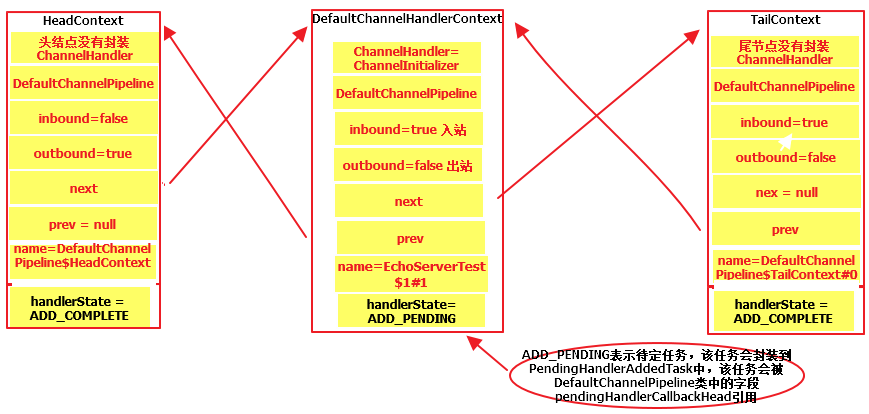 HeadContext
头结点没有封装
ChannelHandler
DefaultChannelPipeline
inbound=false
outbound=true
next
prev = null
name=DefaultChannel
Pipeline$HeadContext
handlerState =
ADD_COMPLETE
DefaultChannelHandlerContext
ChannelHandler=
ChannelInitializer
DefaultChannelPipeline
inbound=true 入站
outbound=false 出站
next
prev
name=EchoServerTest
$1#1
handlerState=
ADD_PENDING
TailContext
尾节点没有封装
ChannelHandler
DefaultChannelPipeline
inbound=true
outbound=false
nex = null
prev
name=DefaultChannel
Pipeline$TailContext#0
handlerState =
ADD_COMPLETE
ADD_PENDING表示待定任务，该任务会封装到
PendingHandlerAddedTask中，该任务会被
DefaultChannelPipeline类中的字段
pendingHandlerCallbackHead引用